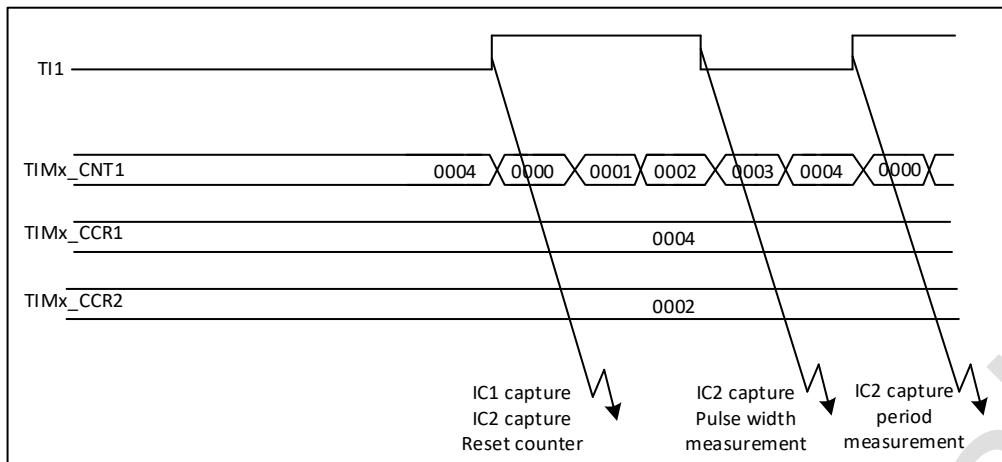 TI1
TIMx_CNT1
0004 0000 0001 0002 0003 0004 0000
TIMx_CCR1
0004
TIMx_CCR2
0002
IC1 capture
IC2 capture
Reset counter
IC2 capture
Pulse width
measurement
IC2 capture
period
measurement